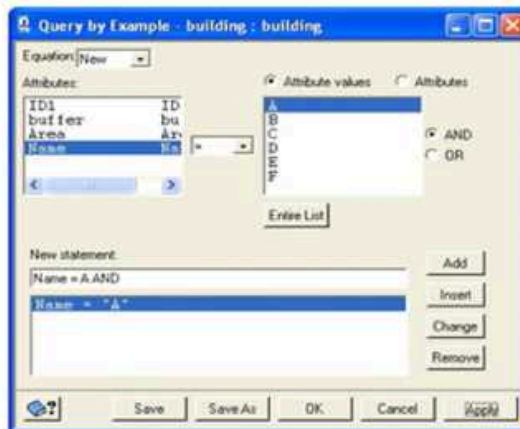 Query by Example - building : building
Equation: New
Attributes:
Attribute values
Attributes
ID1 ID
buffer bu
Area Ar
Name Na
=
A
B
C
D
E
F
AND
OR
Entire List
New statement:
Name = A AND
Name = "A"
Add
Insert
Change
Remove
?
Save
Save As
OK
Cancel
Apply